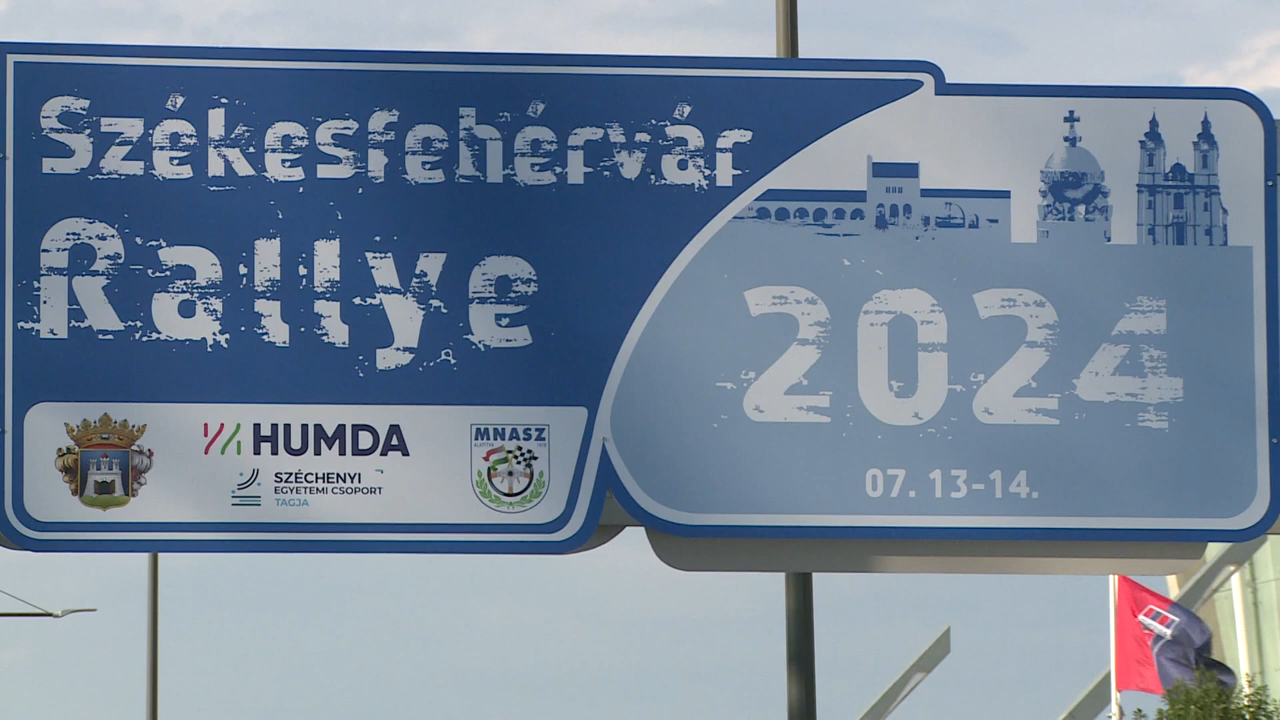 Székesfehérvár
Rallye
2024
07. 13-14.
HUMDA
SZÉCHENYI
EGYETEMI CSOPORT
TAGJA
MNASZ